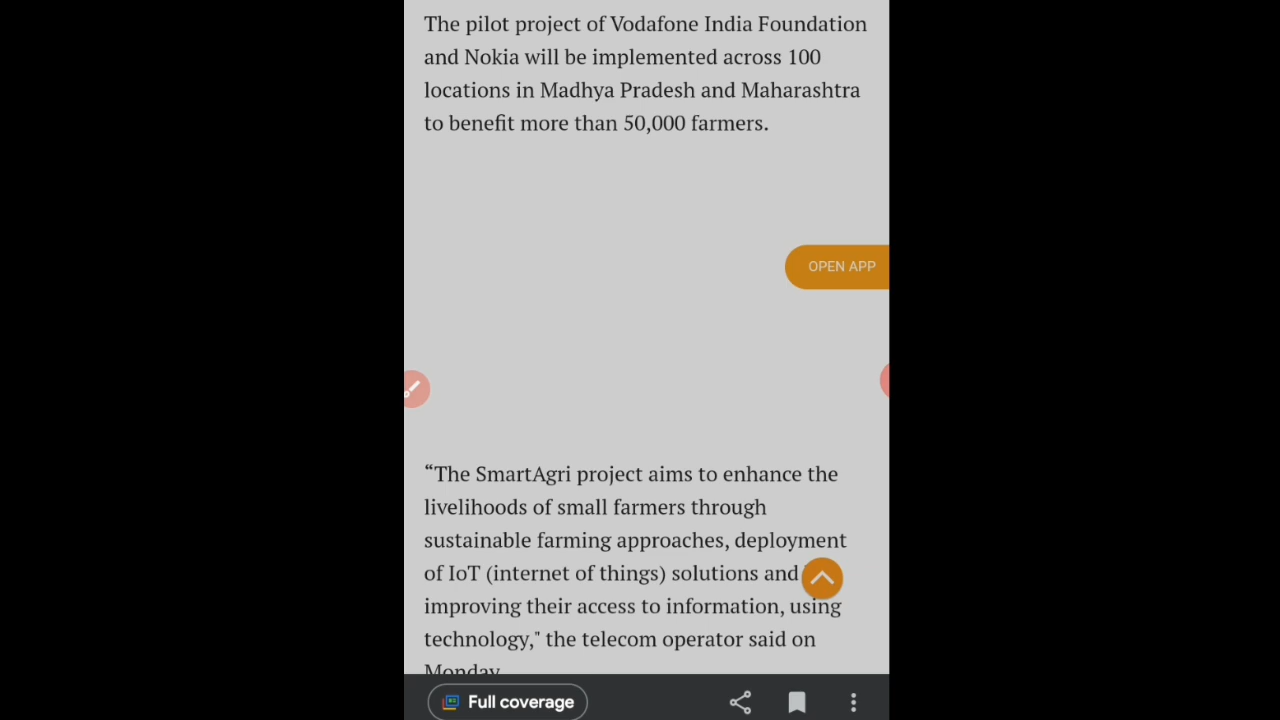 The pilot project of Vodafone India Foundation
and Nokia will be implemented across 100
locations in Madhya Pradesh and Maharashtra
to benefit more than 50,000 farmers.
OPEN APP
“The SmartAgri project aims to enhance the
livelihoods of small farmers through
sustainable farming approaches, deployment
of IoT (internet of things) solutions and
improving their access to information, using
technology," the telecom operator said on
Monday
Full coverage